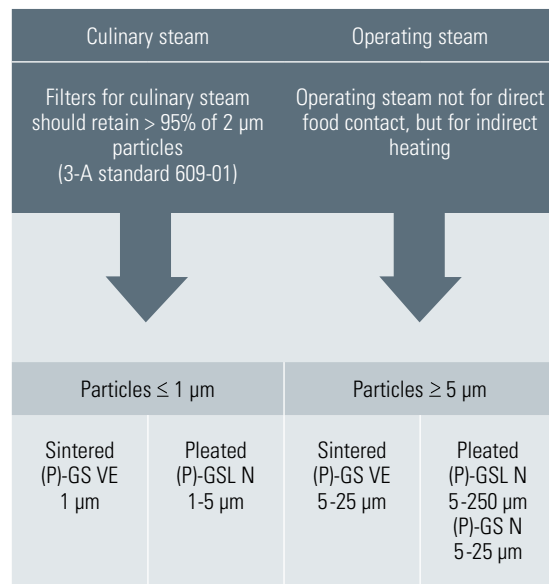 Culinary steam
Operating steam
Filters for culinary steam
should retain > 95% of 2 µm
particles
(3-A standard 609-01)
Operating steam not for direct
food contact, but for indirect
heating
Particles ≤ 1 µm
Particles ≥ 5 µm
Sintered
(P)-GS VE
1 µm
Pleated
(P)-GSL N
1-5 µm
Sintered
(P)-GS VE
5-25 µm
Pleated
(P)-GSL N
5-250 µm
(P)-GS N
5-25 µm